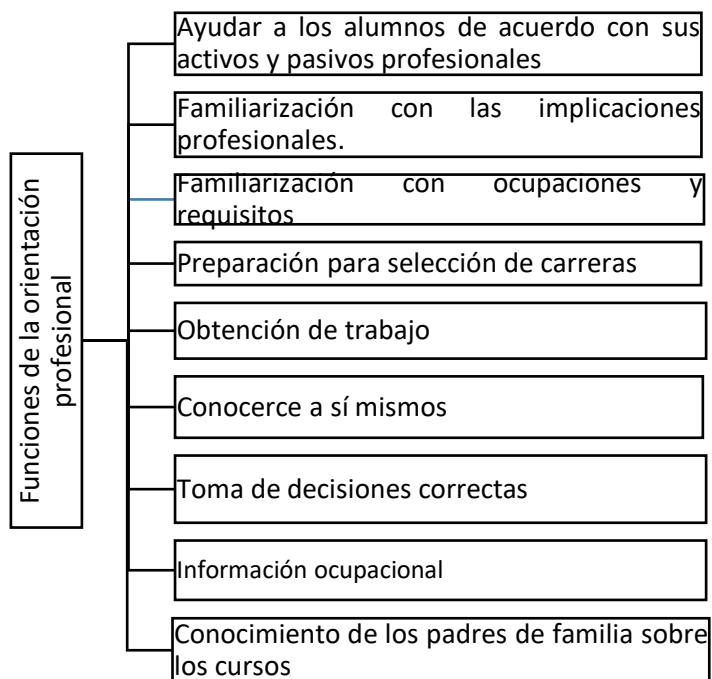 Funciones de la orientación
profesional
Ayudar a los alumnos de acuerdo con sus
activos y pasivos profesionales
Familiarización con las implicaciones
profesionales.
Familiarización con ocupaciones y
requisitos
Preparación para selección de carreras
Obtención de trabajo
Conocerce a sí mismos
Toma de decisiones correctas
Información ocupacional
Conocimiento de los padres de familia sobre
los cursos